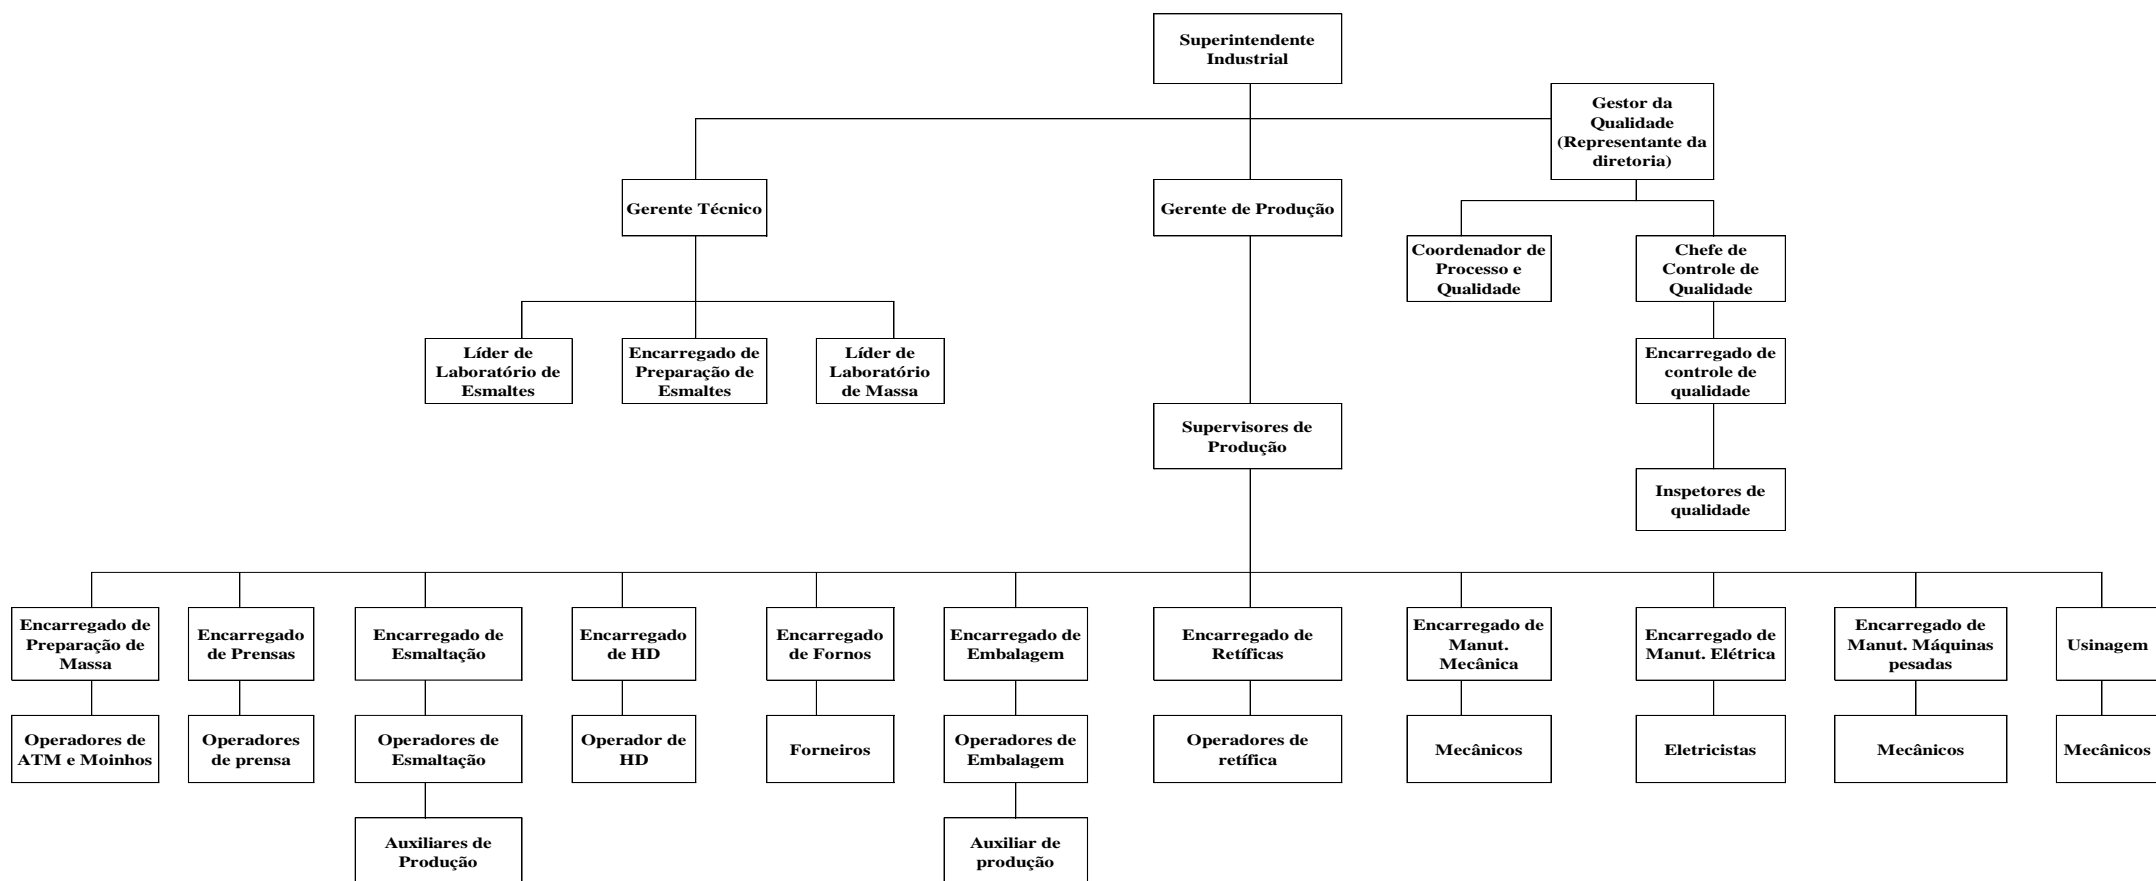 Superintendente
Industrial
Gestor da
Qualidade
(Representante da
diretoria)
Gerente Técnico
Gerente de Produção
Coordenador de
Processo e
Qualidade
Chefe de
Controle de
Qualidade
Líder de
Laboratório de
Esmaltes
Encarregado de
Preparação de
Esmaltes
Líder de
Laboratório
de Massa
Encarregado de
controle de
qualidade
Supervisores de
Produção
Inspetores de
qualidade
Encarregado de
Preparação de
Massa
Encarregado
de Prensas
Encarregado de
Esmaltação
Encarregado
de HD
Encarregado
de Fornos
Encarregado de
Embalagem
Encarregado de
Retíficas
Encarregado de
Manut.
Mecânica
Encarregado de
Manut. Elétrica
Encarregado de
Manut. Máquinas
pesadas
Usinagem
Operadores de
ATM e Moinhos
Operadores
de prensa
Operadores de
Esmaltação
Operador de
HD
Forneiros
Operadores de
Embalagem
Operadores de
retífica
Mecânicos
Eletricistas
Mecânicos
Mecânicos
Auxiliares de
Produção
Auxiliar de
produção